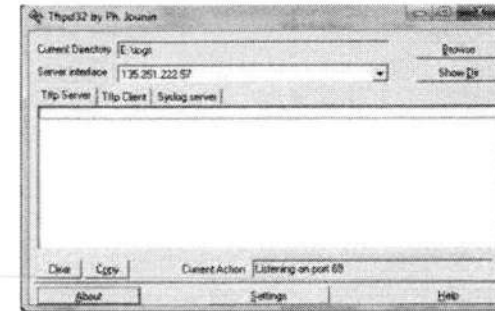 Tftpd32 by Ph. Jounin
Current Directory E:\logs Browse
Server interface 135.251.222.57 Show Dir
Tftp Server Tftp Client Syslog server
Clear Copy Current Action Listening on port 69
About Settings Help